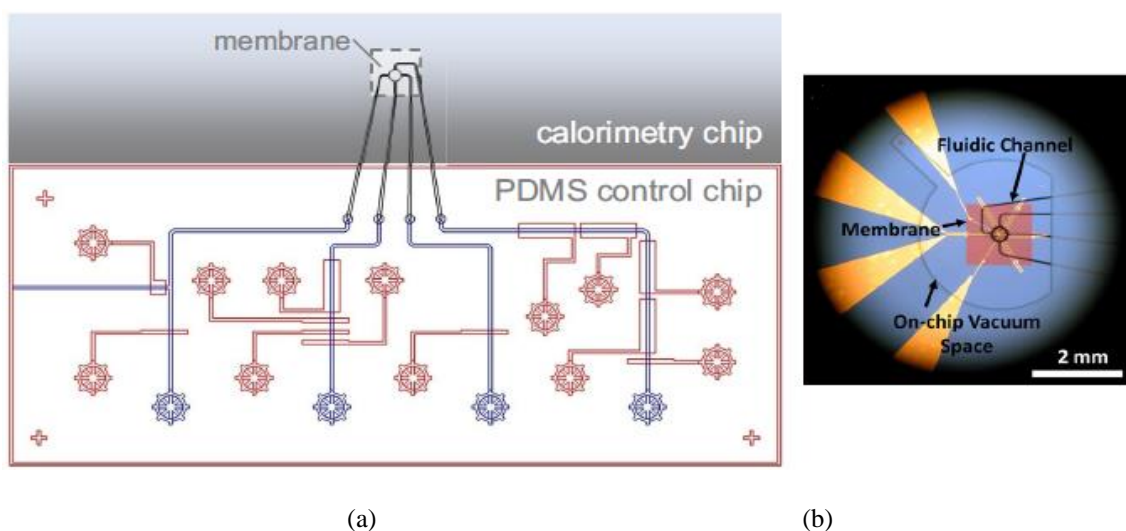 membrane
calorimetry chip
PDMS control chip
Fluidic Channel
Membrane
On-chip Vacuum
Space
2 mm
(a)
(b)